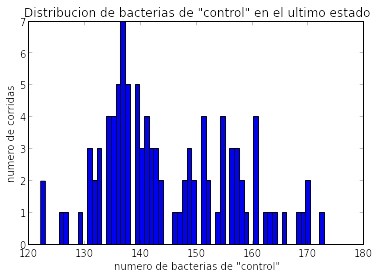 Distribucion de bacterias de "control" en el ultimo estado
7
6
5
4
3
2
1
0
120 130 140 150 160 170 180
numero de corridas
numero de bacterias de "control"